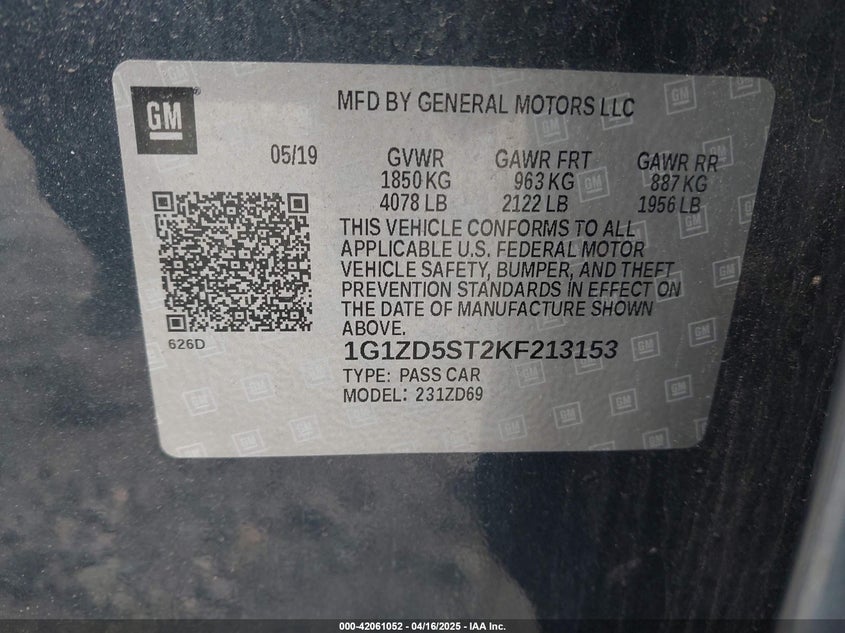 GM
MFD BY GENERAL MOTORS LLC
05/19 GVWR GAWR FRT GAWR RR
1850 KG 963 KG 887 KG
4078 LB 2122 LB 1956 LB
THIS VEHICLE CONFORMS TO ALL
APPLICABLE U.S. FEDERAL MOTOR
VEHICLE SAFETY, BUMPER, AND THEFT
PREVENTION STANDARDS IN EFFECT ON
THE DATE OF MANUFACTURE SHOWN
ABOVE.
626D
1G1ZD5ST2KF213153
TYPE: PASS CAR
MODEL: 231ZD69
000-42061052 - 04/16/2025 - IAA Inc.